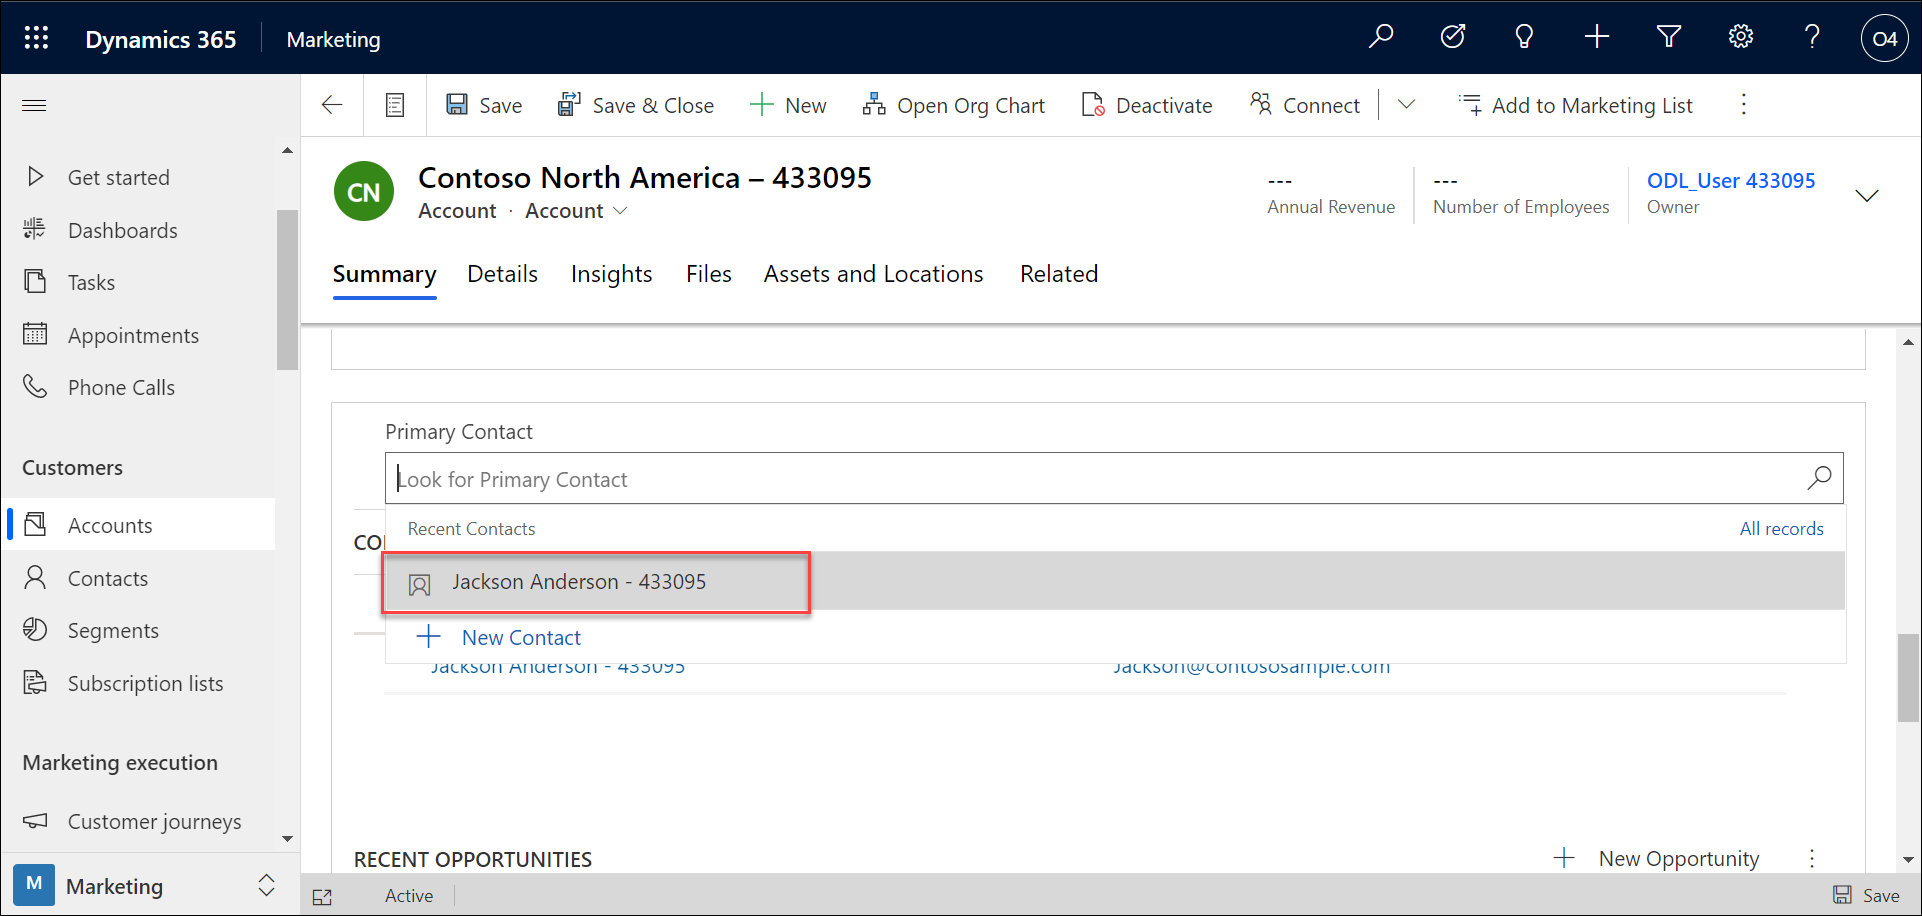 Dynamics 365 Marketing O4
Save Save & Close New Open Org Chart Deactivate Connect Add to Marketing List
Get started
Dashboards
Tasks
Appointments
Phone Calls
Customers
Accounts
Contacts
Segments
Subscription lists
Marketing execution
Customer journeys
M Marketing
CN
Contoso North America – 433095
Account · Account
--- Annual Revenue
--- Number of Employees
ODL_User 433095
Owner
Summary Details Insights Files Assets and Locations Related
Primary Contact
Look for Primary Contact
Recent Contacts All records
Jackson Anderson - 433095
New Contact
Jackson Anderson - 433095 Jackson@contososample.com
RECENT OPPORTUNITIES New Opportunity
Active Save